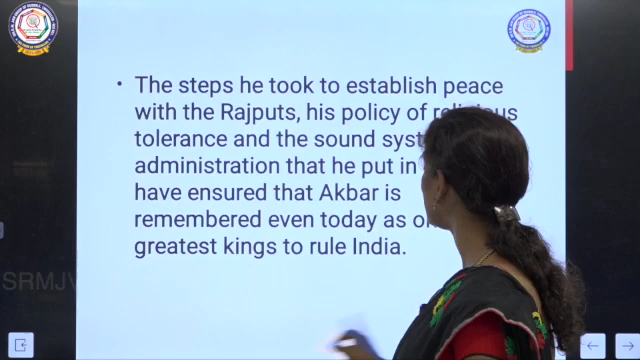 • The steps he took to establish peace
with the Rajputs, his policy of
tolerance and the sound
administration that he put in
have ensured that Akbar is
remembered even today as
greatest kings to rule India.
SRMJV